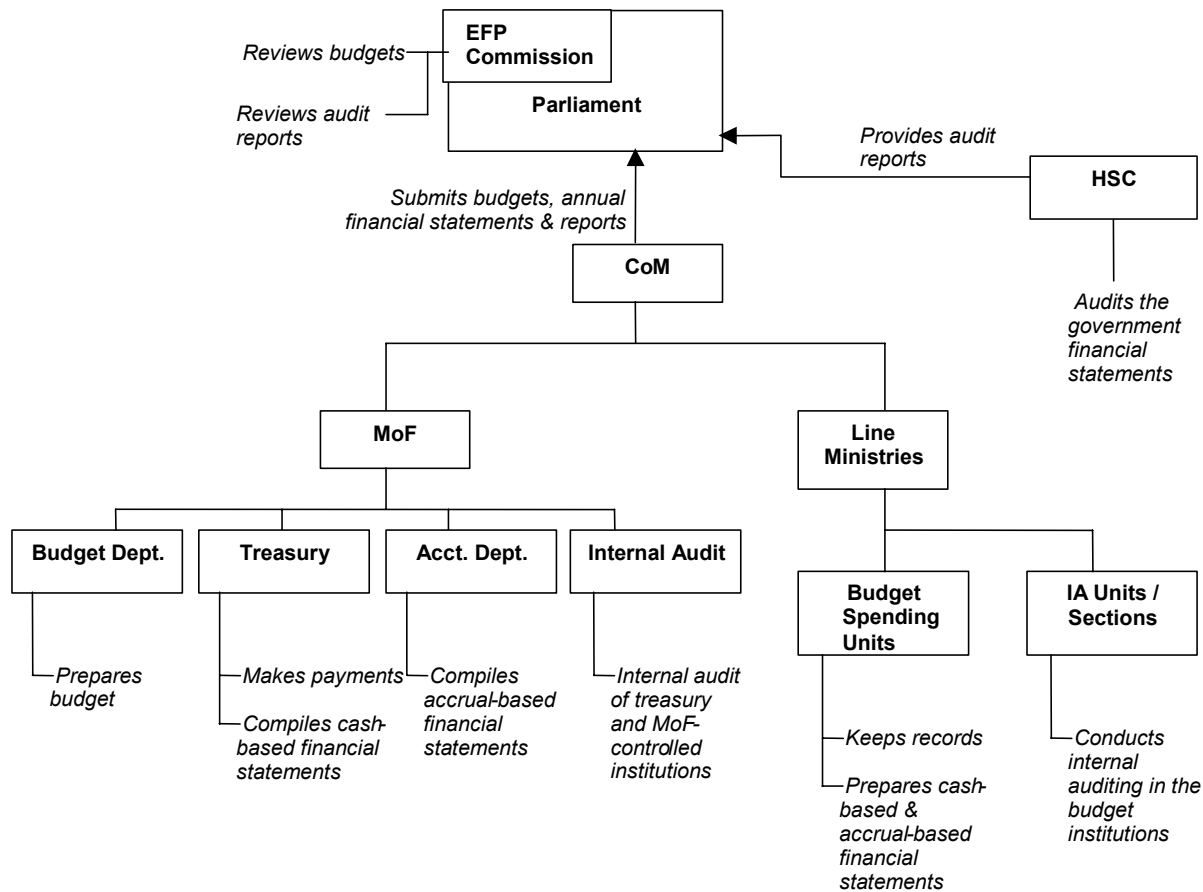 EFP
Commission
Reviews budgets
Parliament
Reviews audit
reports
Provides audit
reports
HSC
Submits budgets, annual
financial statements & reports
CoM
Audits the
government
financial
statements
MoF
Line
Ministries
Budget Dept.
Treasury
Acct. Dept.
Internal Audit
Budget
Spending
Units
IA Units /
Sections
Prepares
budget
Makes payments
Compiles cash-
based financial
statements
Compiles
accrual-based
financial
statements
Internal audit
of treasury
and MoF-
controlled
institutions
Keeps records
Prepares cash-
based &
accrual-based
financial
statements
Conducts
internal
auditing in the
budget
institutions